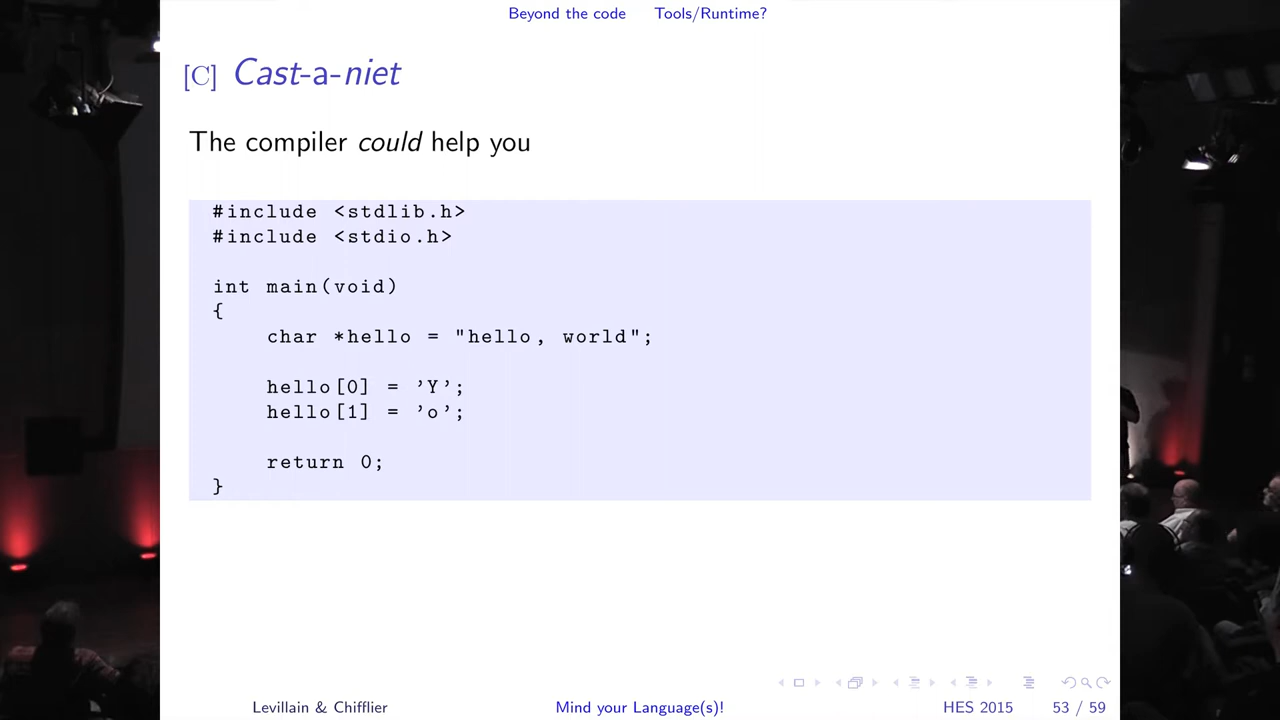 Beyond the code Tools/Runtime?
[C] Cast-a-niet
The compiler could help you
#include <stdlib.h>
#include <stdio.h>
int main(void)
{
char *hello = "hello, world";
hello[0] = ’Y’;
hello[1] = ’o’;
return 0;
}
Levillain & Chifflier Mind your Language(s)! HES 2015 53 / 59